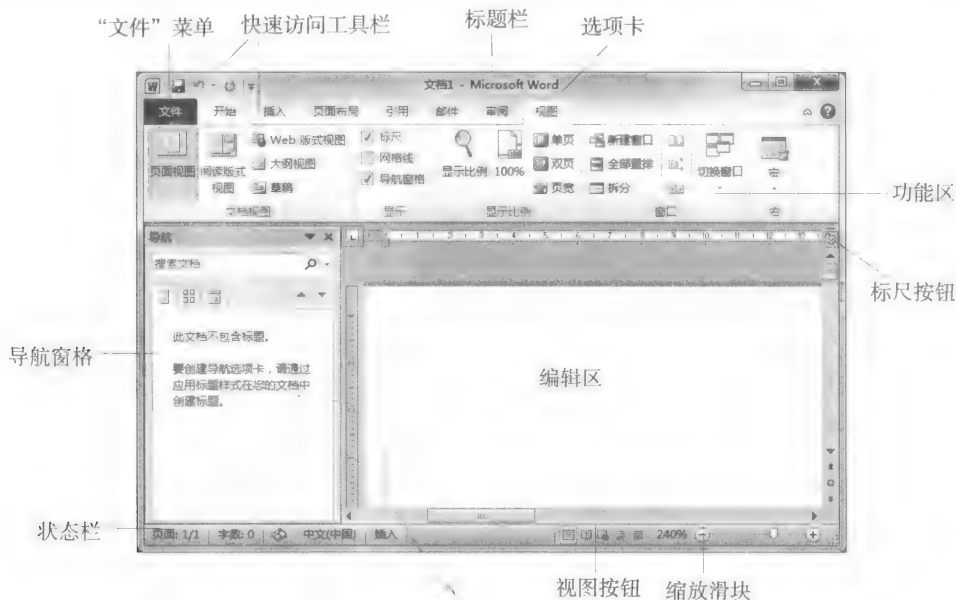 “文件”菜单 快速访问工具栏 标题栏 选项卡
文档1 - Microsoft Word
文件 开始 插入 页面布局 引用 邮件 审阅 视图
Web 版式视图 标尺 单页 新建窗口
页面视图 阅读版式视图 大纲视图 网格线 显示比例 100% 双页 全部重排 切换窗口 宏
草稿 导航窗格 页宽 拆分
文档视图 显示 显示比例 窗口 宏
功能区
导航
搜索文档
标尺按钮
此文档不包含标题。
导航窗格
要创建导航选项卡，请通过
应用标题样式在您的文档中
创建标题。
编辑区
状态栏
页面: 1/1 字数: 0 中文(中国) 插入 240%
视图按钮 缩放滑块